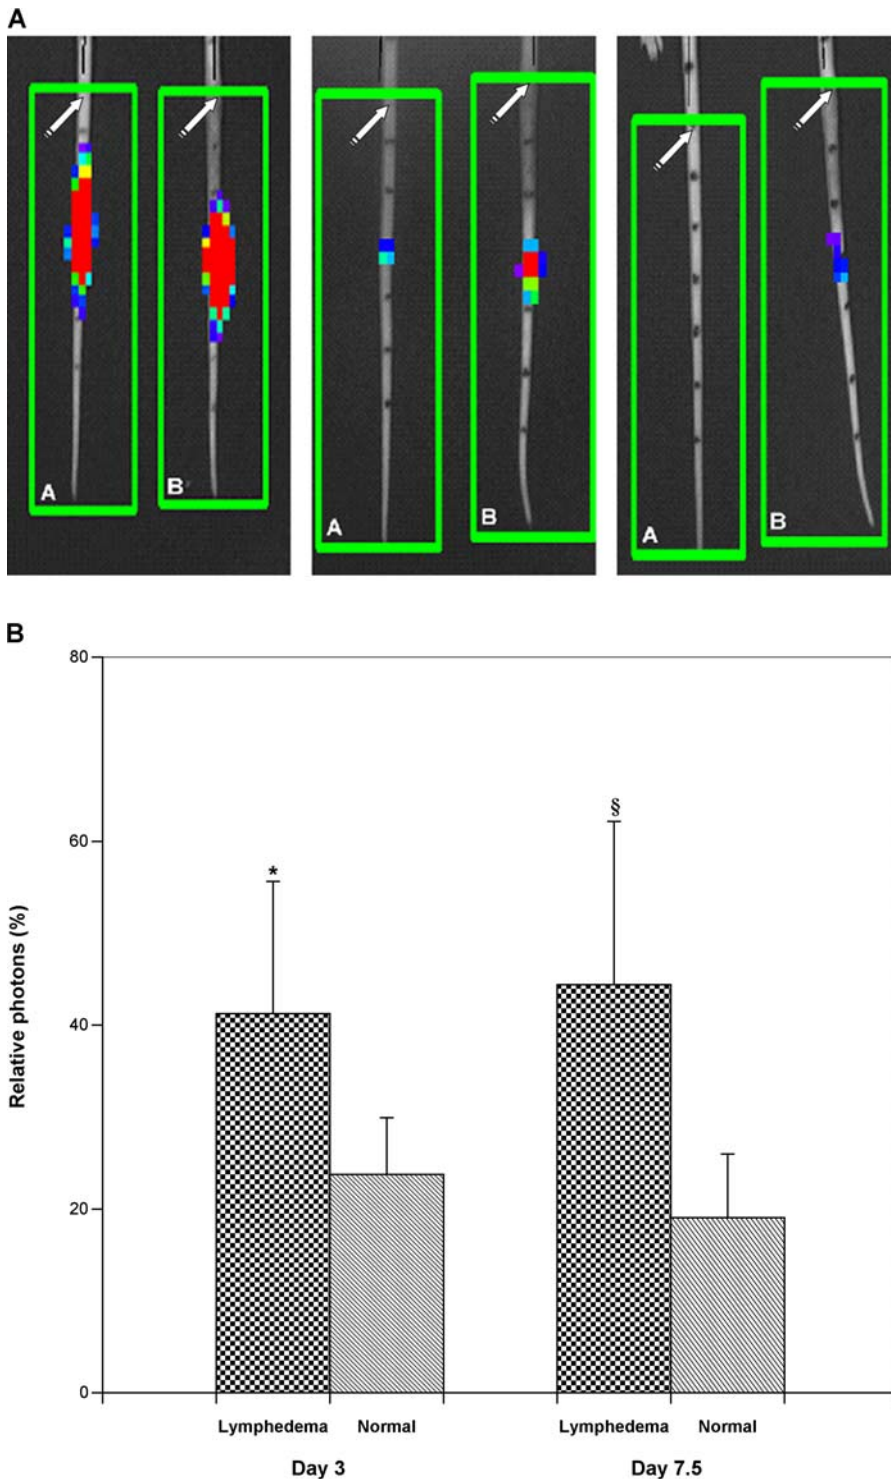 A
A
B
A
B
A
B
B
80
60
40
20
0
Relative photons (%)
*
§
Lymphedema
Normal
Lymphedema
Normal
Day 3
Day 7.5